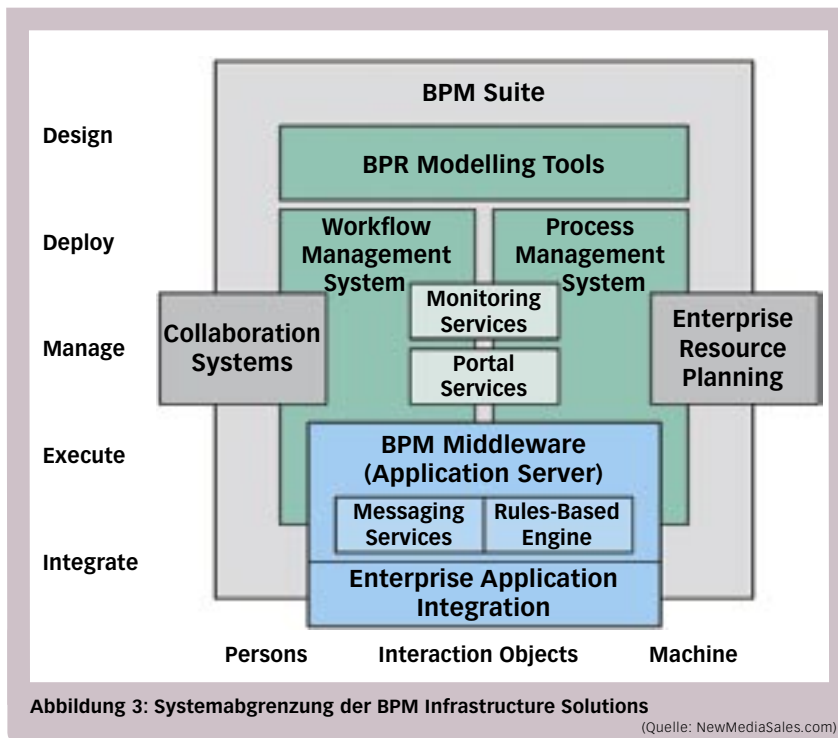 BPM Suite
Design
BPR Modelling Tools
Deploy
Workflow
Management
System
Process
Management
System
Monitoring
Services
Manage
Collaboration
Systems
Portal
Services
Enterprise
Resource
Planning
Execute
BPM Middleware
(Application Server)
Messaging
Services
Rules-Based
Engine
Integrate
Enterprise Application
Integration
Persons
Interaction Objects
Machine
Abbildung 3: Systemabgrenzung der BPM Infrastructure Solutions
(Quelle: NewMediaSales.com)